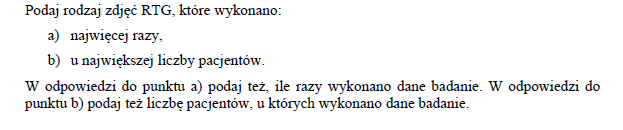 Podaj rodzaj zdjęć RTG, które wykonano:
a) najwięcej razy,
b) u największej liczby pacjentów.
W odpowiedzi do punktu a) podaj też, ile razy wykonano dane badanie. W odpowiedzi do
punktu b) podaj też liczbę pacjentów, u których wykonano dane badanie.